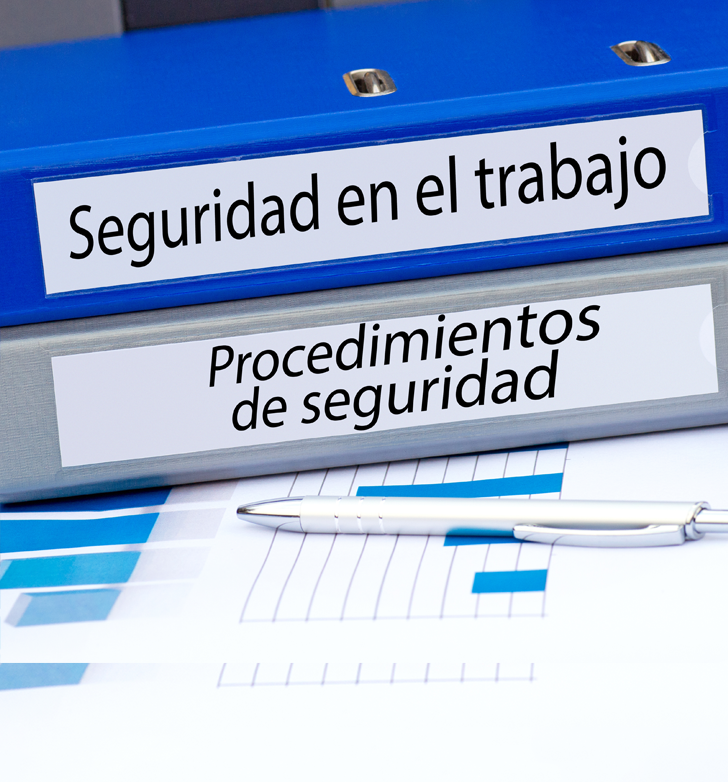 Seguridad en el trabajo
Procedimientos
de seguridad